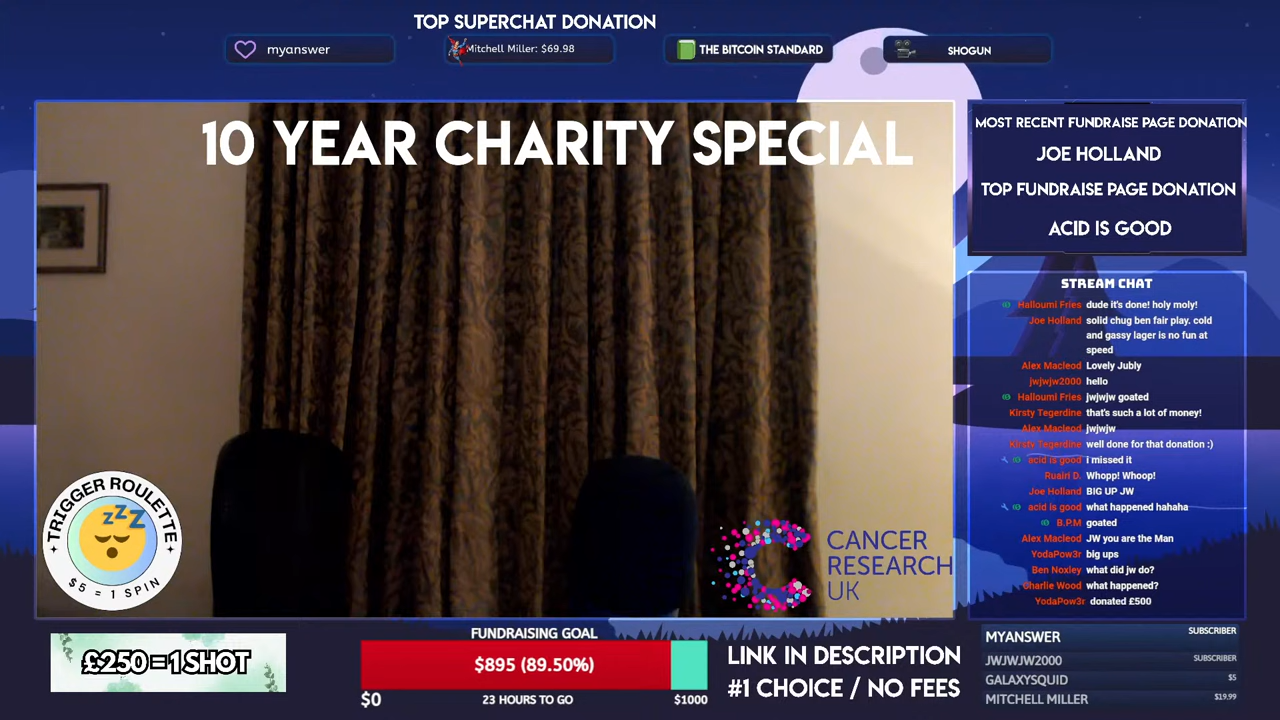 TOP SUPERCHAT DONATION
myanswer
Mitchell Miller: $69.98
THE BITCOIN STANDARD
SHOGUN
10 YEAR CHARITY SPECIAL
MOST RECENT FUNDRAISE PAGE DONATION
JOE HOLLAND
TOP FUNDRAISE PAGE DONATION
ACID IS GOOD
STREAM CHAT
Halloumi Fries dude it's done! holy moly!
Joe Holland solid chug ben fair play. cold
and gassy lager is no fun at
speed
Alex Macleod Lovely Jubly
jwjwjw2000 hello
Halloumi Fries jwjwjw goated
Kirsty Tegerdine that's such a lot of money!
Alex Macleod jwjwjw
Kirsty Tegerdine well done for that donation :)
acid is good i missed it
Ruairi D. Whopp! Whoop!
Joe Holland BIG UP JW
acid is good what happened hahaha
B.P.M goated
Alex Macleod JW you are the Man
YodaPow3r big ups
Ben Noxley what did jw do?
Charlie Wood what happened?
YodaPow3r donated £500
TRIGGER ROULETTE
zzz
$5 = 1 SPIN
CANCER
RESEARCH
UK
£250 = 1 SHOT
FUNDRAISING GOAL
$895 (89.50%)
$0
23 HOURS TO GO
$1000
LINK IN DESCRIPTION
#1 CHOICE / NO FEES
MYANSWER SUBSCRIBER
JWJWJW2000 SUBSCRIBER
GALAXYSQUID $5
MITCHELL MILLER $19.99